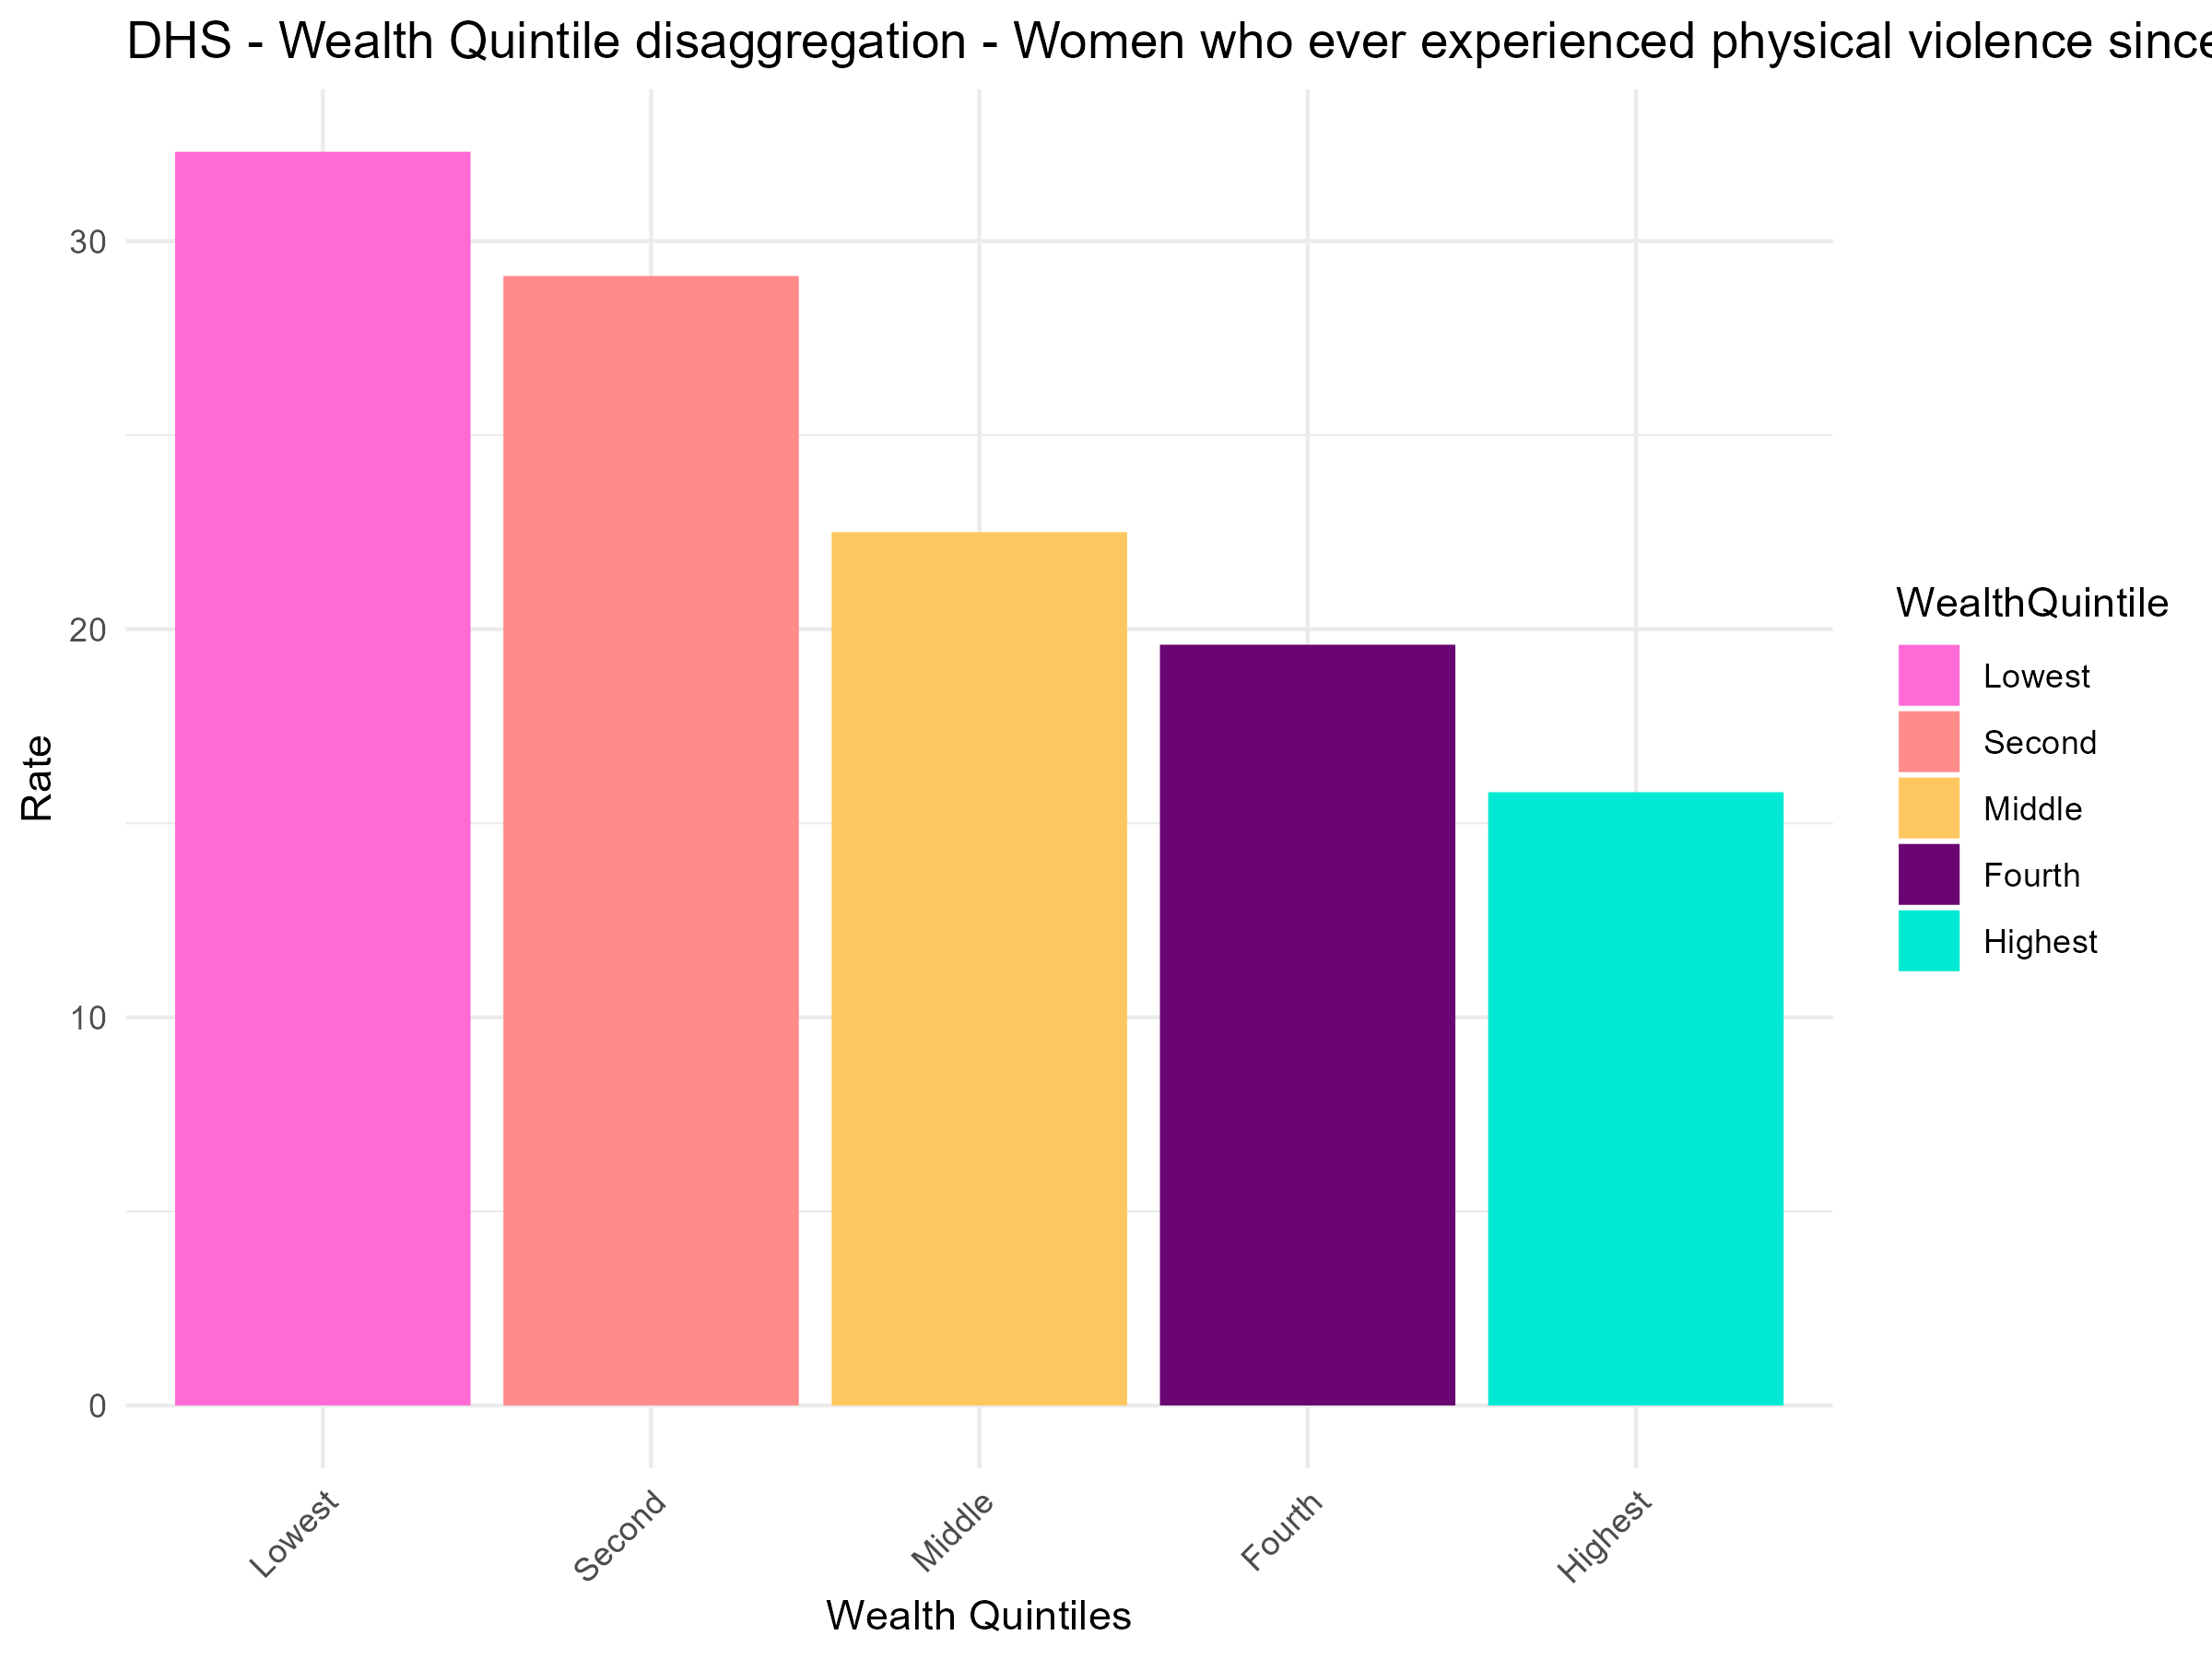 DHS - Wealth Quintile disaggregation - Women who ever experienced physical violence since
30
20
10
0
Rate
Lowest
Second
Middle
Fourth
Highest
Wealth Quintiles
WealthQuintile
Lowest
Second
Middle
Fourth
Highest